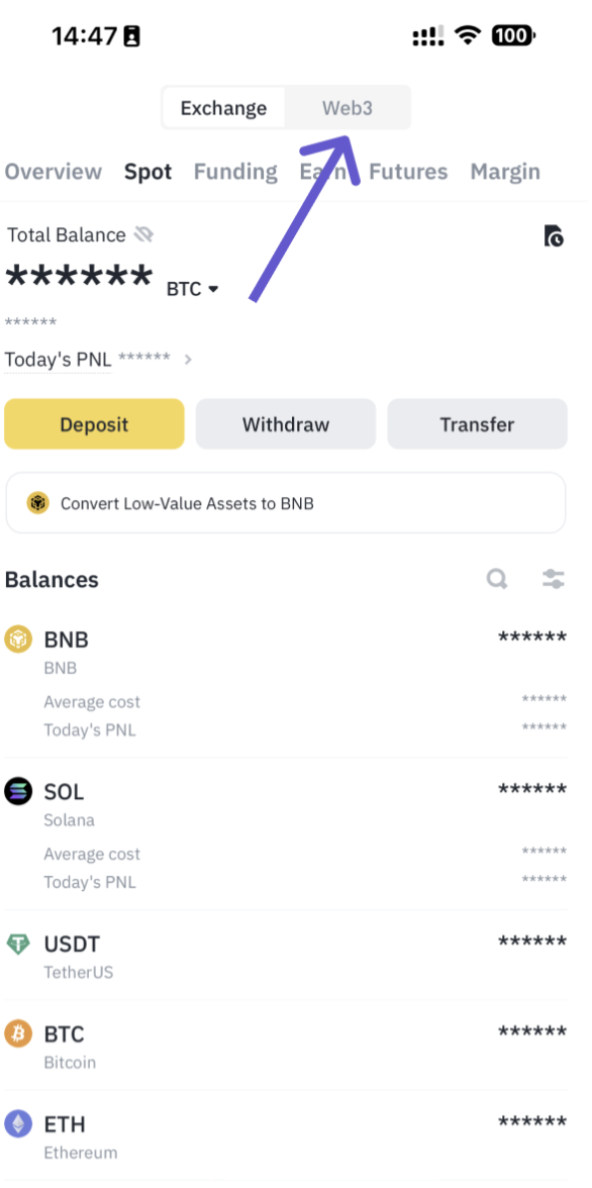 14:47 100
Exchange Web3
Overview Spot Funding Earn Futures Margin
Total Balance
****** BTC
******
Today's PNL ****** >
Deposit Withdraw Transfer
Convert Low-Value Assets to BNB
Balances
BNB ******
BNB
Average cost ******
Today's PNL ******
SOL ******
Solana
Average cost ******
Today's PNL ******
USDT ******
TetherUS
BTC ******
Bitcoin
ETH ******
Ethereum